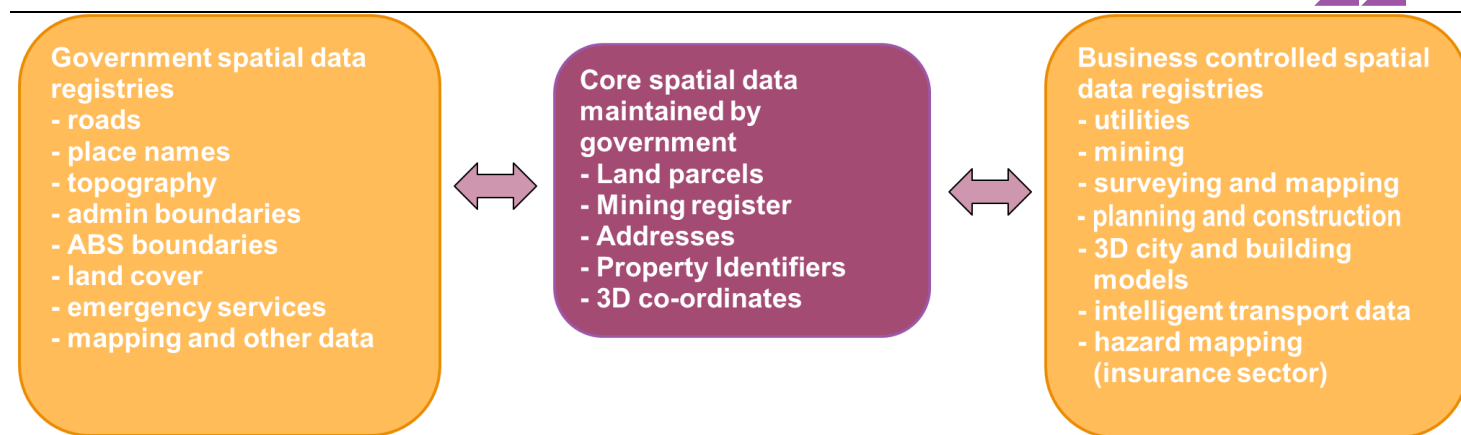 Government spatial data
registries
- roads
- place names
- topography
- admin boundaries
- ABS boundaries
- land cover
- emergency services
- mapping and other data
Core spatial data
maintained by
government
- Land parcels
- Mining register
- Addresses
- Property Identifiers
- 3D co-ordinates
Business controlled spatial
data registries
- utilities
- mining
- surveying and mapping
- planning and construction
- 3D city and building
models
- intelligent transport data
- hazard mapping
(insurance sector)